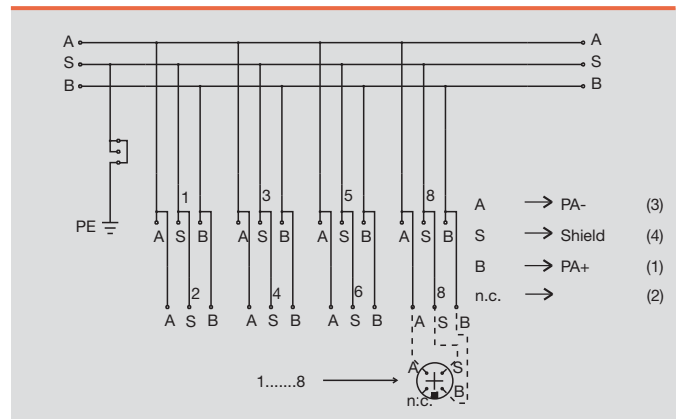 A A
S S
B B
1 3 5 8
A → PA- (3)
PE A S B A S B A S B A S B
S → Shield (4)
B → PA+ (1)
2 4 6 8
n.c. → (2)
A S B A S B A S B A S B
A S
1.......8
B
n.c.